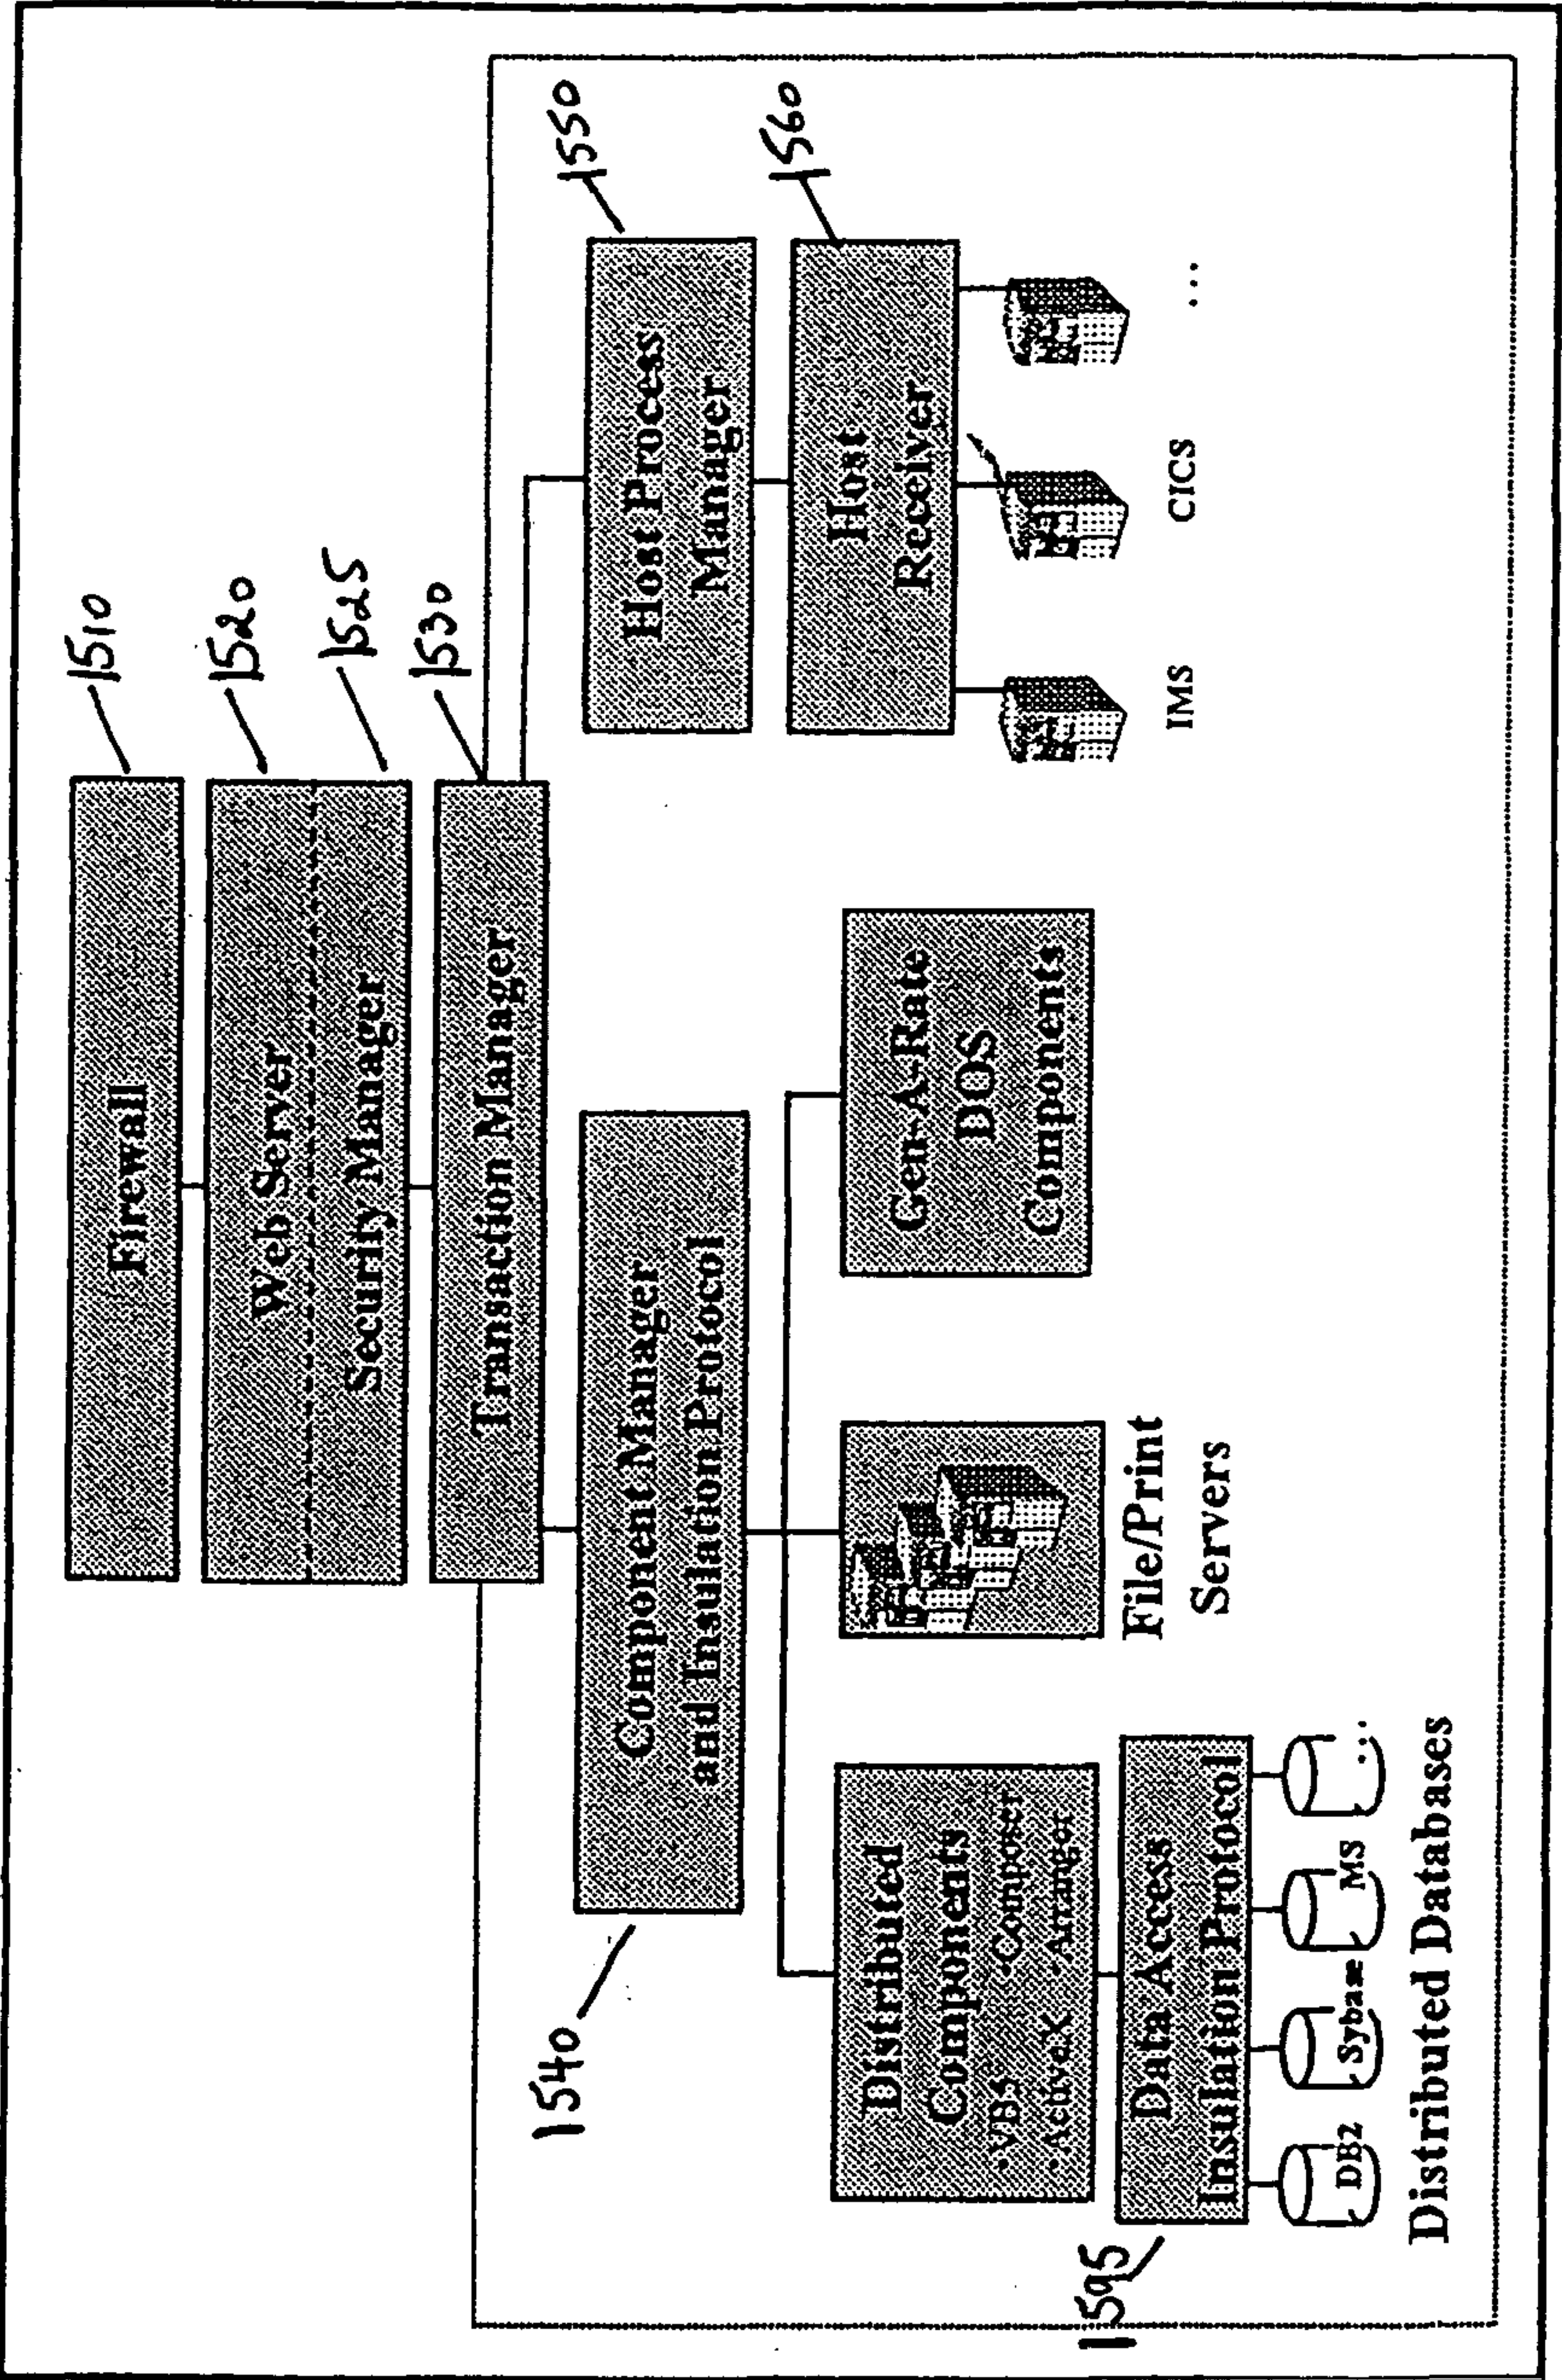 1510
Firewall
1520
Web Server
1525
Security Manager
1530
Transaction Manager
1540
Component Manager
and Insulation Protocol
1550
Host Process
Manager
1560
Host
Receiver
IMS
CICS
...
Distributed
Components
• VB5 • Composer
• ActiveX • Arranger
File/Print
Servers
Gen-A-Rate
DOS
Components
1595
Data Access
Insulation Protocol
DB2
Sybase
MS
...
Distributed Databases